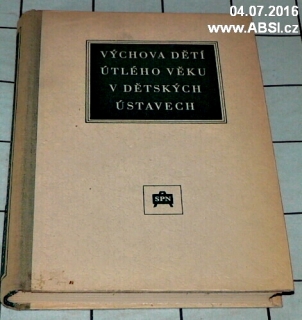 04.07.2016
www.ABSI.cz
VÝCHOVA DĚTÍ
ÚTLÉHO VĚKU
V DĚTSKÝCH
ÚSTAVECH
SPN